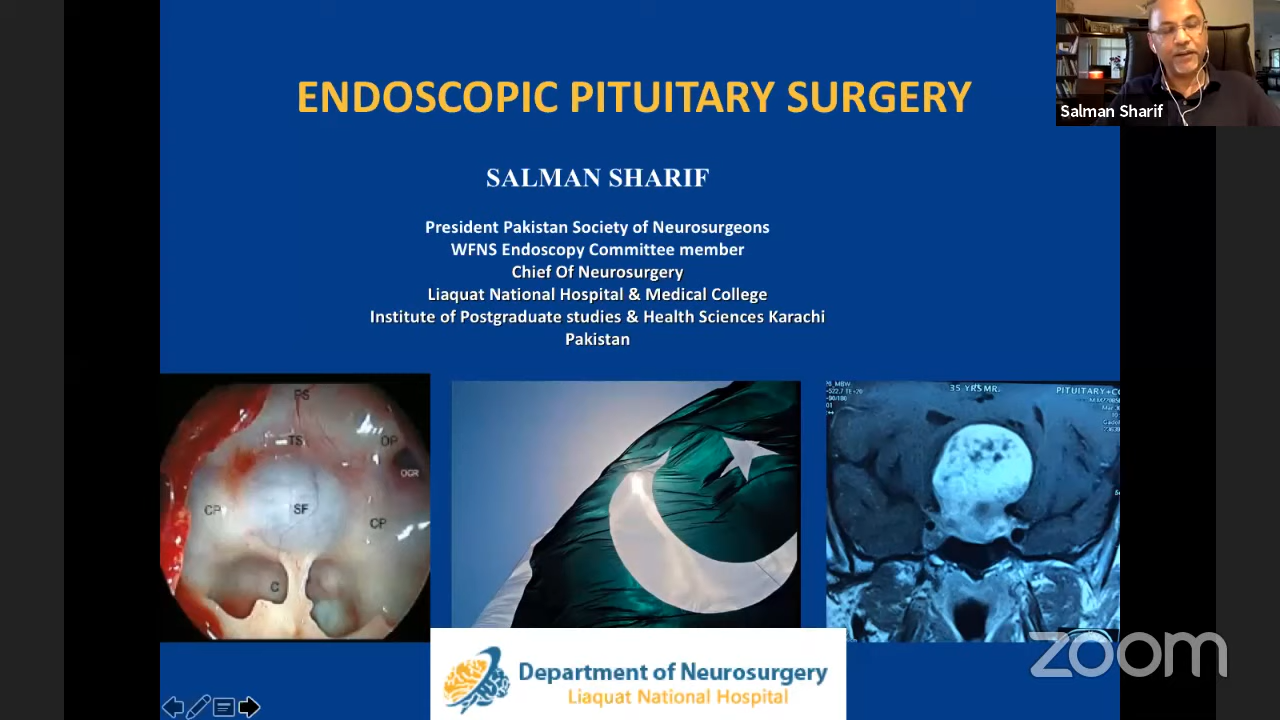 ENDOSCOPIC PITUITARY SURGERY
Salman Sharif
SALMAN SHARIF
President Pakistan Society of Neurosurgeons
WFNS Endoscopy Committee member
Chief Of Neurosurgery
Liaquat National Hospital & Medical College
Institute of Postgraduate studies & Health Sciences Karachi
Pakistan
PS
TS
OP
OCR
CP
SF
CP
C
35 YRS MR.
PITUITARY+CO
zoom
Department of Neurosurgery
Liaquat National Hospital